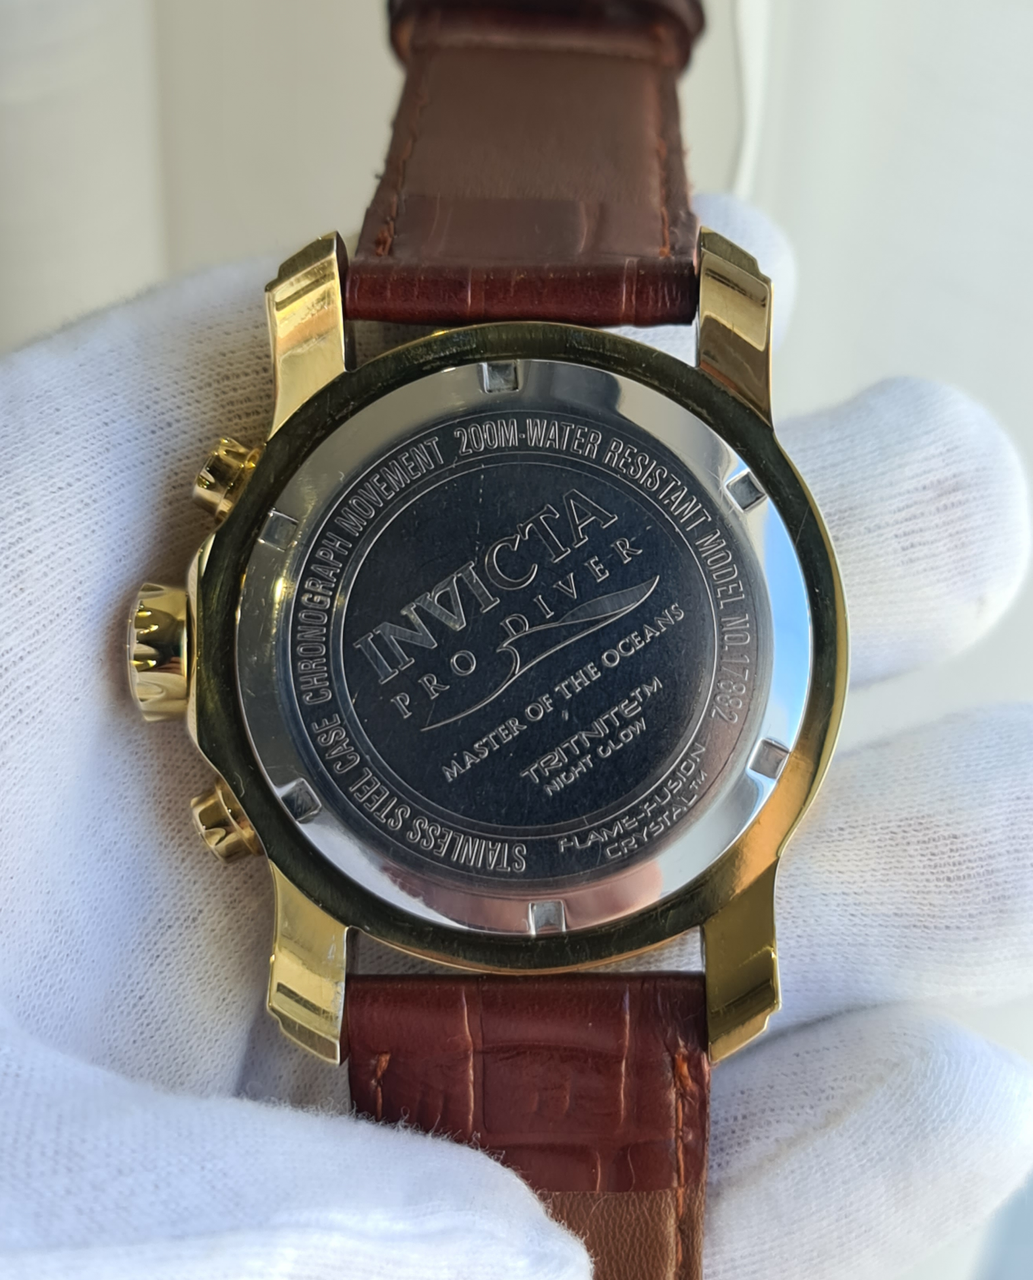 STAINLESS STEEL CASE CHRONOGRAPH MOVEMENT 200M-WATER RESISTANT MODEL NO.17882
INVICTA
PRO DIVER
MASTER OF THE OCEANS
TRITNITE™
NIGHT GLOW
FLAME-FUSION
CRYSTAL™